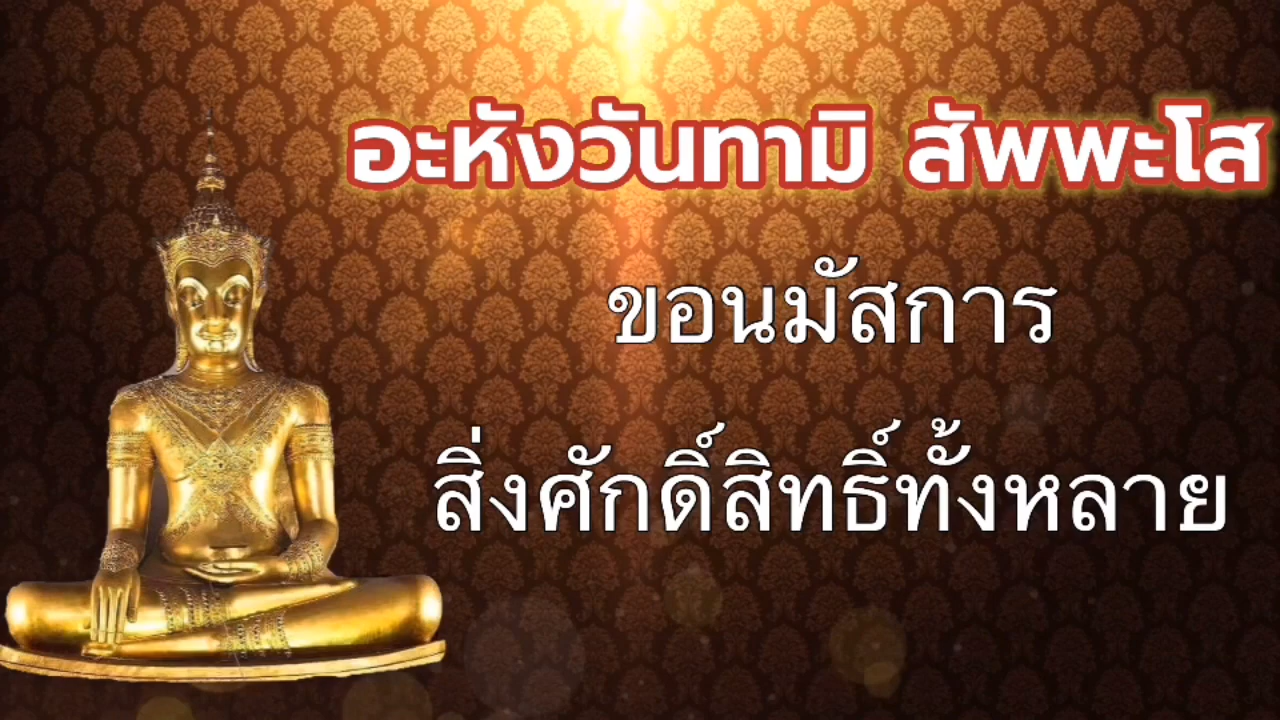 อะหังวันทามิ สัพพะโส
ขอนมัสการ
สิ่งศักดิ์สิทธิ์ทั้งหลาย